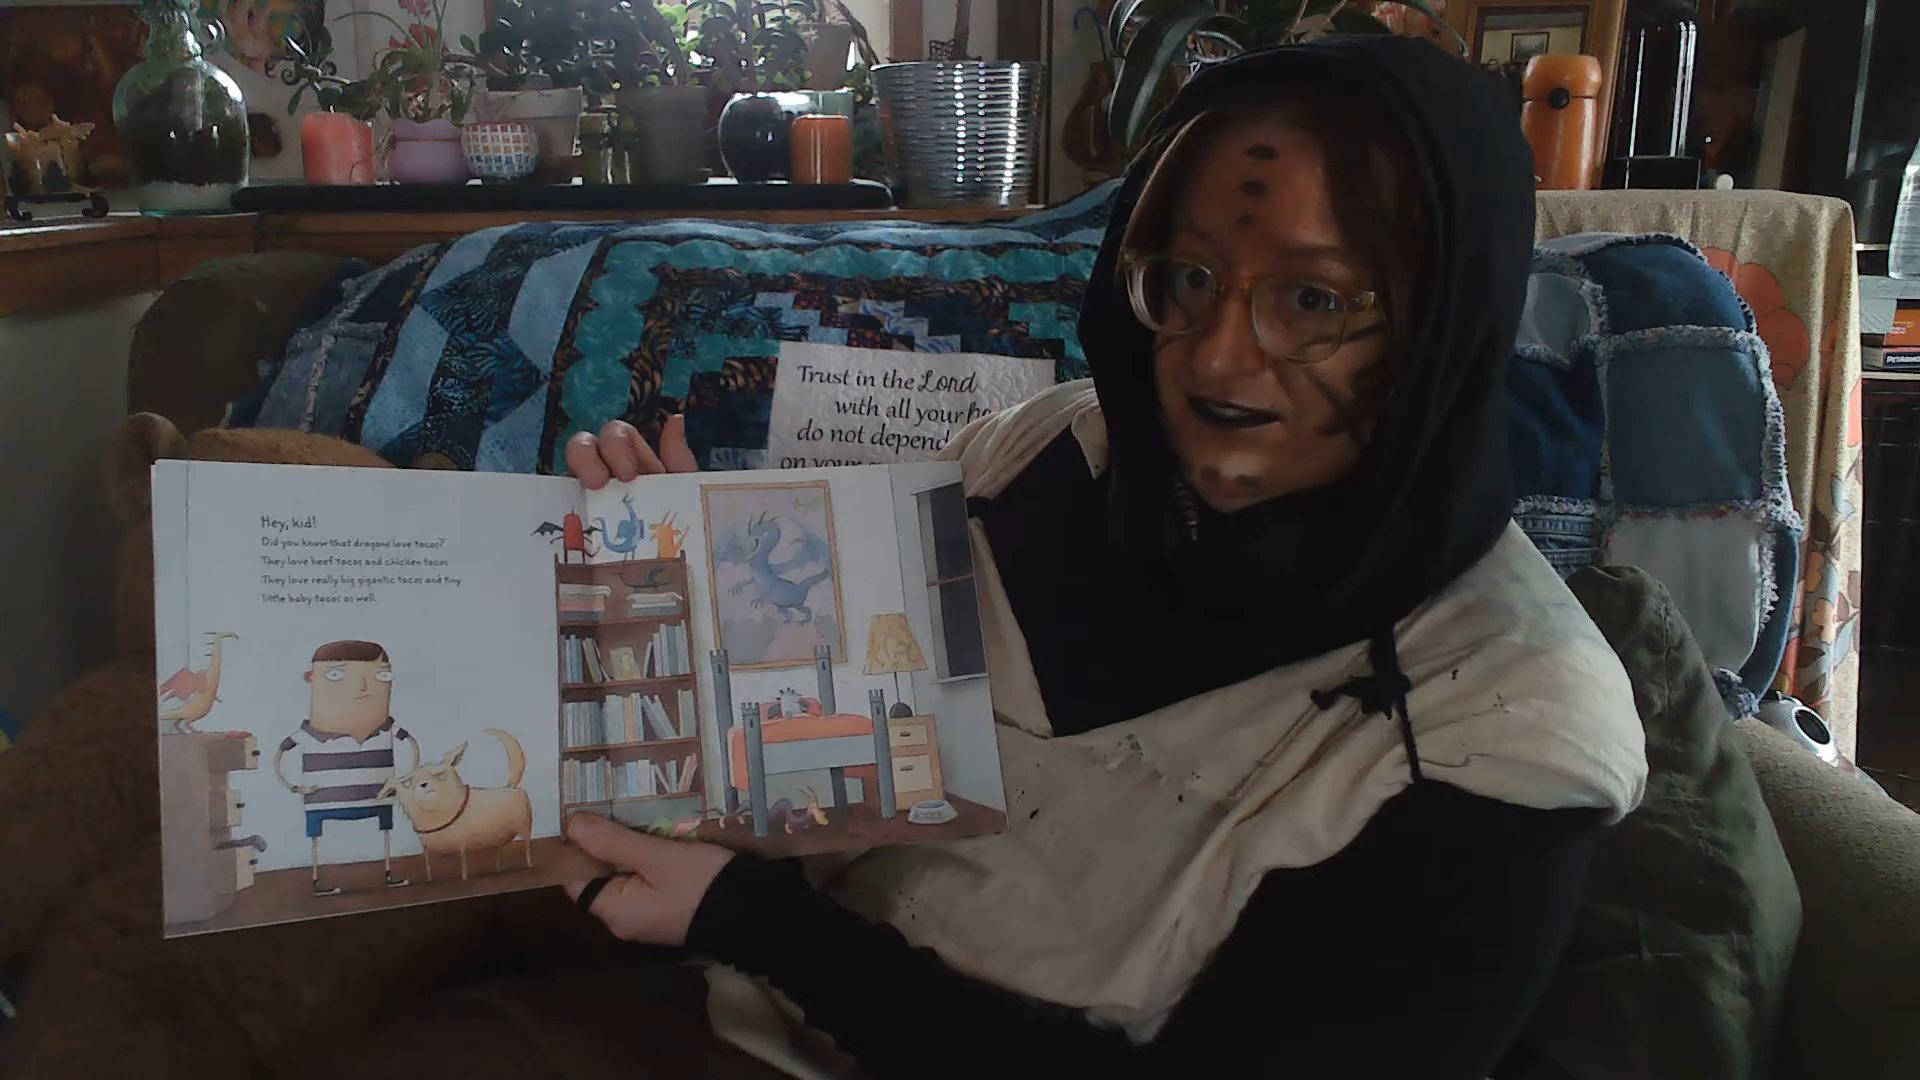 Trust in the Lord
with all your
do not depend
on your
Hey, kid!
Did you know that dragons love tacos?
They love beef tacos and chicken tacos
They love really big gigantic tacos and tiny
little baby tacos as well.